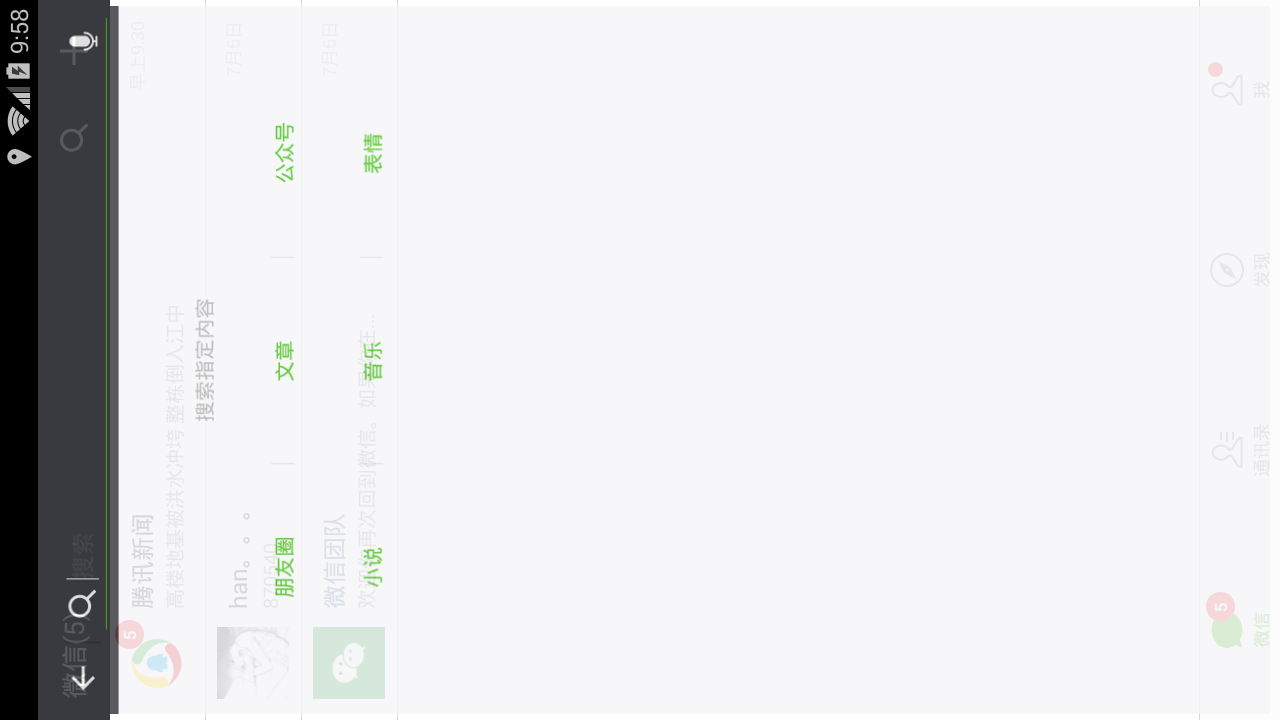 9:58
微信(5)
搜索
腾讯新闻 早上9:30
高楼地基被洪水冲垮 整栋倒入江中
5
搜索指定内容
han。。。 7月6日
870540
朋友圈 文章 公众号
微信团队 7月6日
欢迎你再次回到微信。如果你在...
小说 音乐 表情
5
微信 通讯录 发现 我